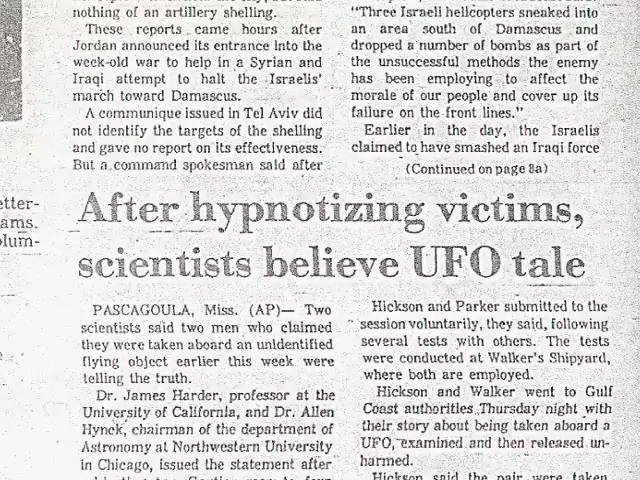 nothing of an artillery shelling.
These reports came hours after
Jordan announced its entrance into the
week-old war to help in a Syrian and
Iraqi attempt to halt the Israelis'
march toward Damascus.
A communique issued in Tel Aviv did
not identify the targets of the shelling
and gave no report on its effectiveness.
But a command spokesman said after
"Three Israeli helicopters sneaked into
an area south of Damascus and
dropped a number of bombs as part of
the unsuccessful methods the enemy
has been employing to affect the
morale of our people and cover up its
failure on the front lines."
Earlier in the day, the Israelis
claimed to have smashed an Iraqi force
(Continued on page 8a)
etter-
ams.
olum-
After hypnotizing victims,
scientists believe UFO tale
PASCAGOULA, Miss. (AP)— Two
scientists said two men who claimed
they were taken aboard an unidentified
flying object earlier this week were
telling the truth.
Dr. James Harder, professor at the
University of California, and Dr. Allen
Hynek, chairman of the department of
Astronomy at Northwestern University
in Chicago, issued the statement after
Hickson and Parker submitted to the
session voluntarily, they said, following
several tests with others. The tests
were conducted at Walker's Shipyard,
where both are employed.
Hickson and Walker went to Gulf
Coast authorities Thursday night with
their story about being taken aboard a
UFO, examined and then released un-
harmed.
Hickson said the pair were taken